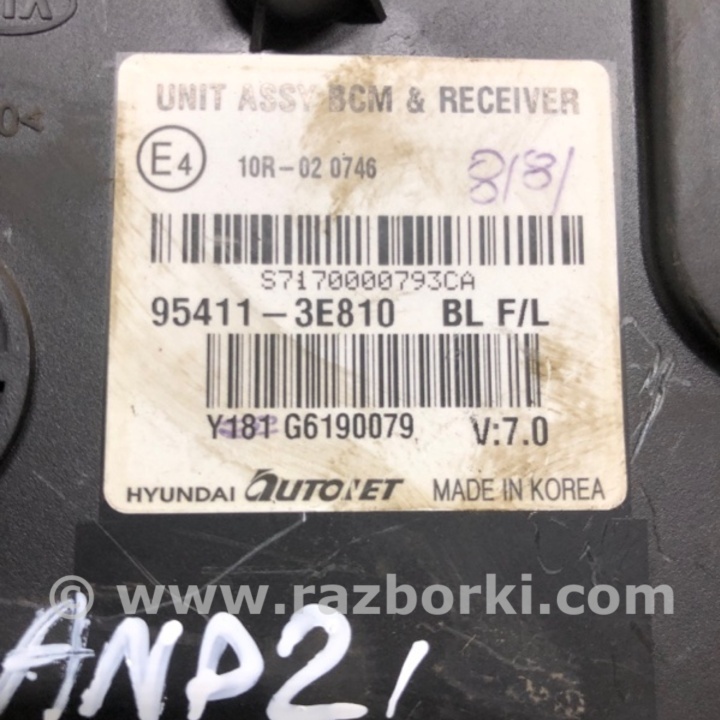 UNIT ASSY BCM & RECEIVER
E4
10R-02 0746
S7170000793CA
95411-3E810 BL F/L
Y181 G6190079 V:7.0
HYUNDAI AUTONET MADE IN KOREA
© www.razborki.com
ANP21